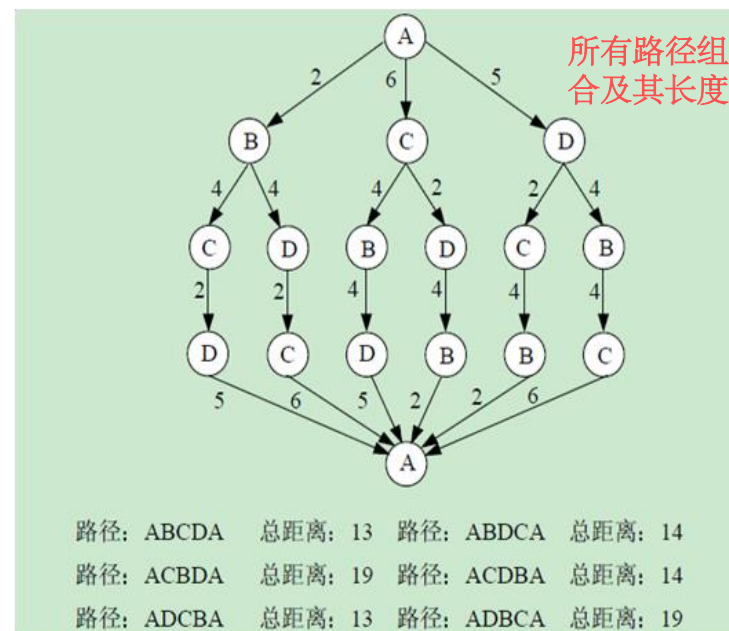 A
所有路径组
合及其长度
2 6 5
B C D
4 4 4 2 2 4
C D B D C B
2 2 4 4 4 4
D C D B B C
5 6 5 2 2 6
A
路径: ABCDA 总距离: 13 路径: ABDCA 总距离: 14
路径: ACBDA 总距离: 19 路径: ACDBA 总距离: 14
路径: ADCBA 总距离: 13 路径: ADBCA 总距离: 19